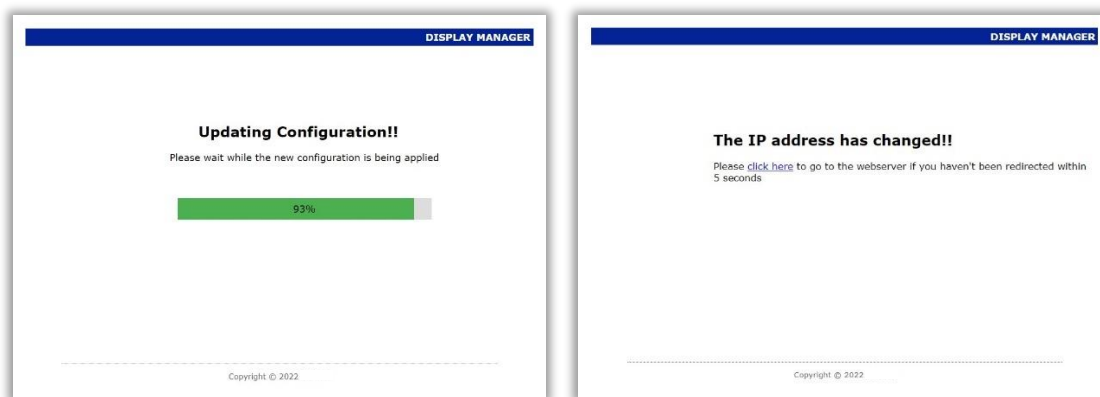 DISPLAY MANAGER
Updating Configuration!!
Please wait while the new configuration is being applied
93%
Copyright © 2022
DISPLAY MANAGER
The IP address has changed!!
Please click here to go to the webserver if you haven't been redirected within
5 seconds
Copyright © 2022